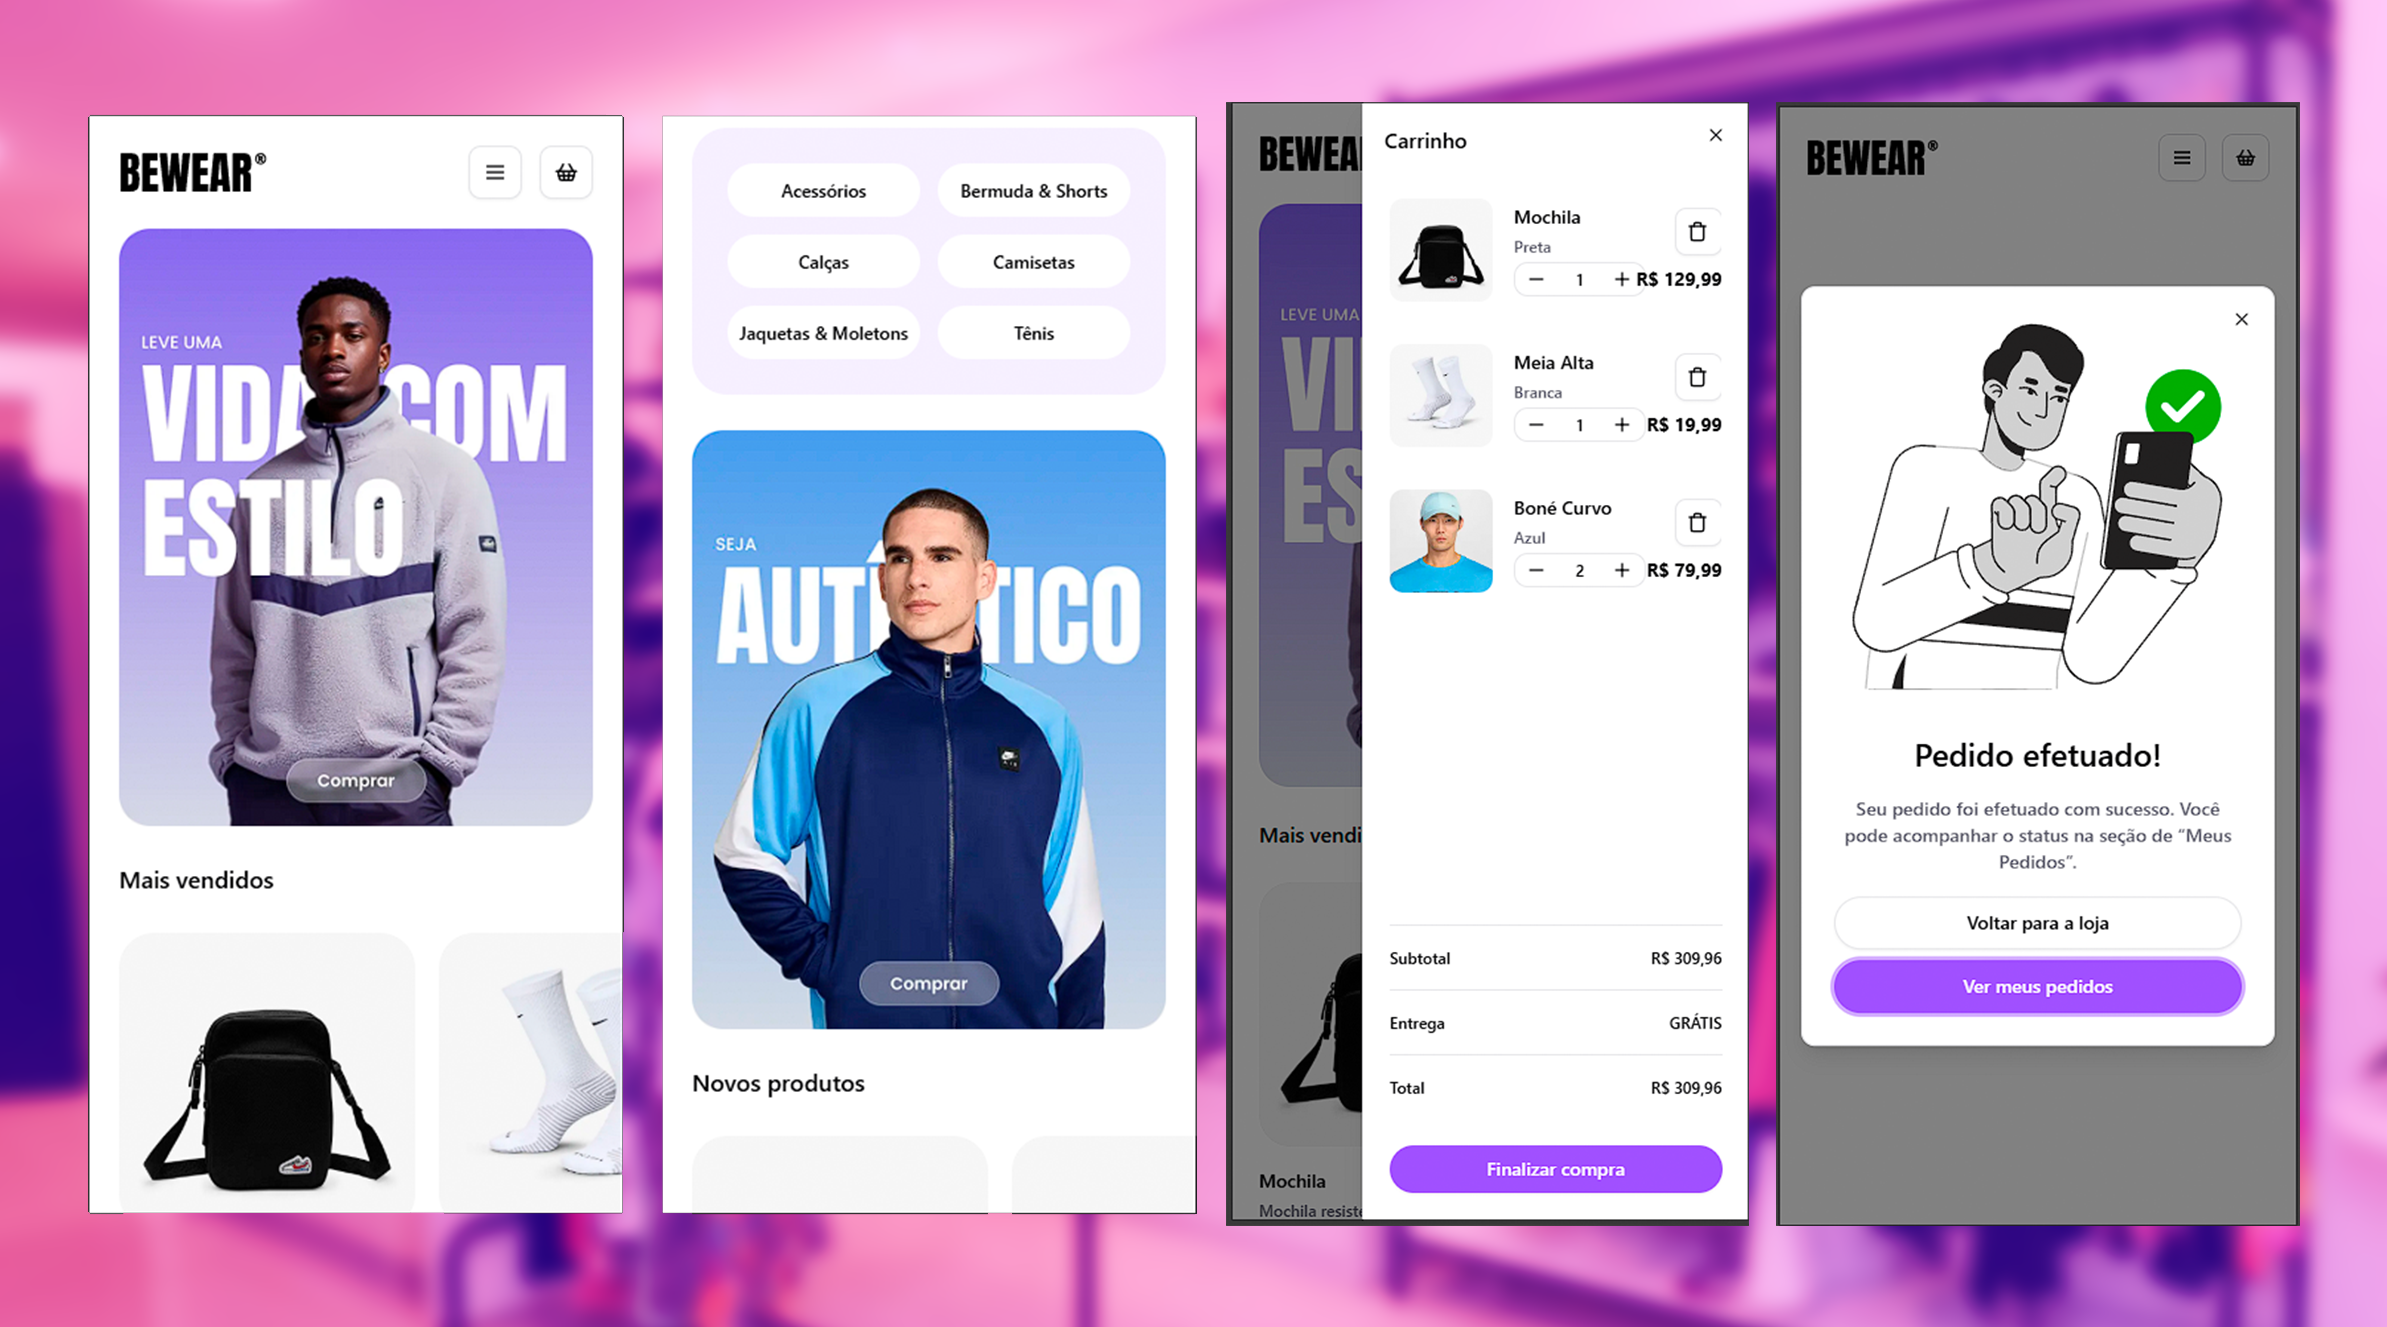 BEWEAR®
LEVE UMA
VIDA COM
ESTILO
Comprar
Mais vendidos
Acessórios
Bermuda & Shorts
Calças
Camisetas
Jaquetas & Moletons
Tênis
SEJA
AUTÊNTICO
Comprar
Novos produtos
BEWEA
LEVE UMA
VI
ES
Mais vendi
Mochila
Mochila resiste
Carrinho
Mochila
Preta
1
R$ 129,99
Meia Alta
Branca
1
R$ 19,99
Boné Curvo
Azul
2
R$ 79,99
Subtotal R$ 309,96
Entrega GRÁTIS
Total R$ 309,96
Finalizar compra
BEWEAR®
Pedido efetuado!
Seu pedido foi efetuado com sucesso. Você
pode acompanhar o status na seção de “Meus
Pedidos”.
Voltar para a loja
Ver meus pedidos